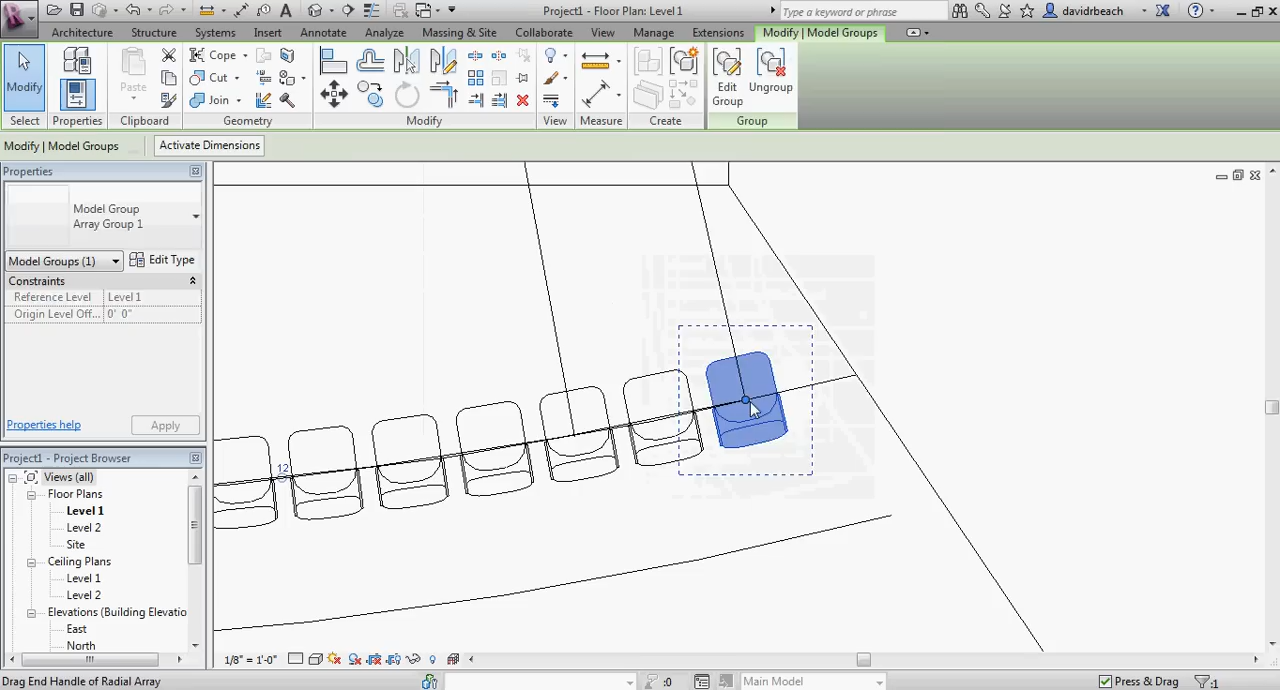 Project1 - Floor Plan: Level 1
Type a keyword or phrase
davidrbeach
Architecture Structure Systems Insert Annotate Analyze Massing & Site Collaborate View Manage Extensions Modify | Model Groups
Modify
Paste
Cope
Cut
Join
Edit
Group
Ungroup
Select Properties Clipboard Geometry Modify View Measure Create Group
Modify | Model Groups Activate Dimensions
Properties
Model Group
Array Group 1
Model Groups (1) Edit Type
Constraints
Reference Level Level 1
Origin Level Off... 0' 0"
Properties help Apply
Project Browser
Views (all)
Floor Plans
Level 1
Level 2
Site
Ceiling Plans
Level 1
Level 2
Elevations (Building Elevatio
East
North
12
1/8" = 1'-0"
Drag End Handle of Radial Array
:0
Main Model
Press & Drag
:1